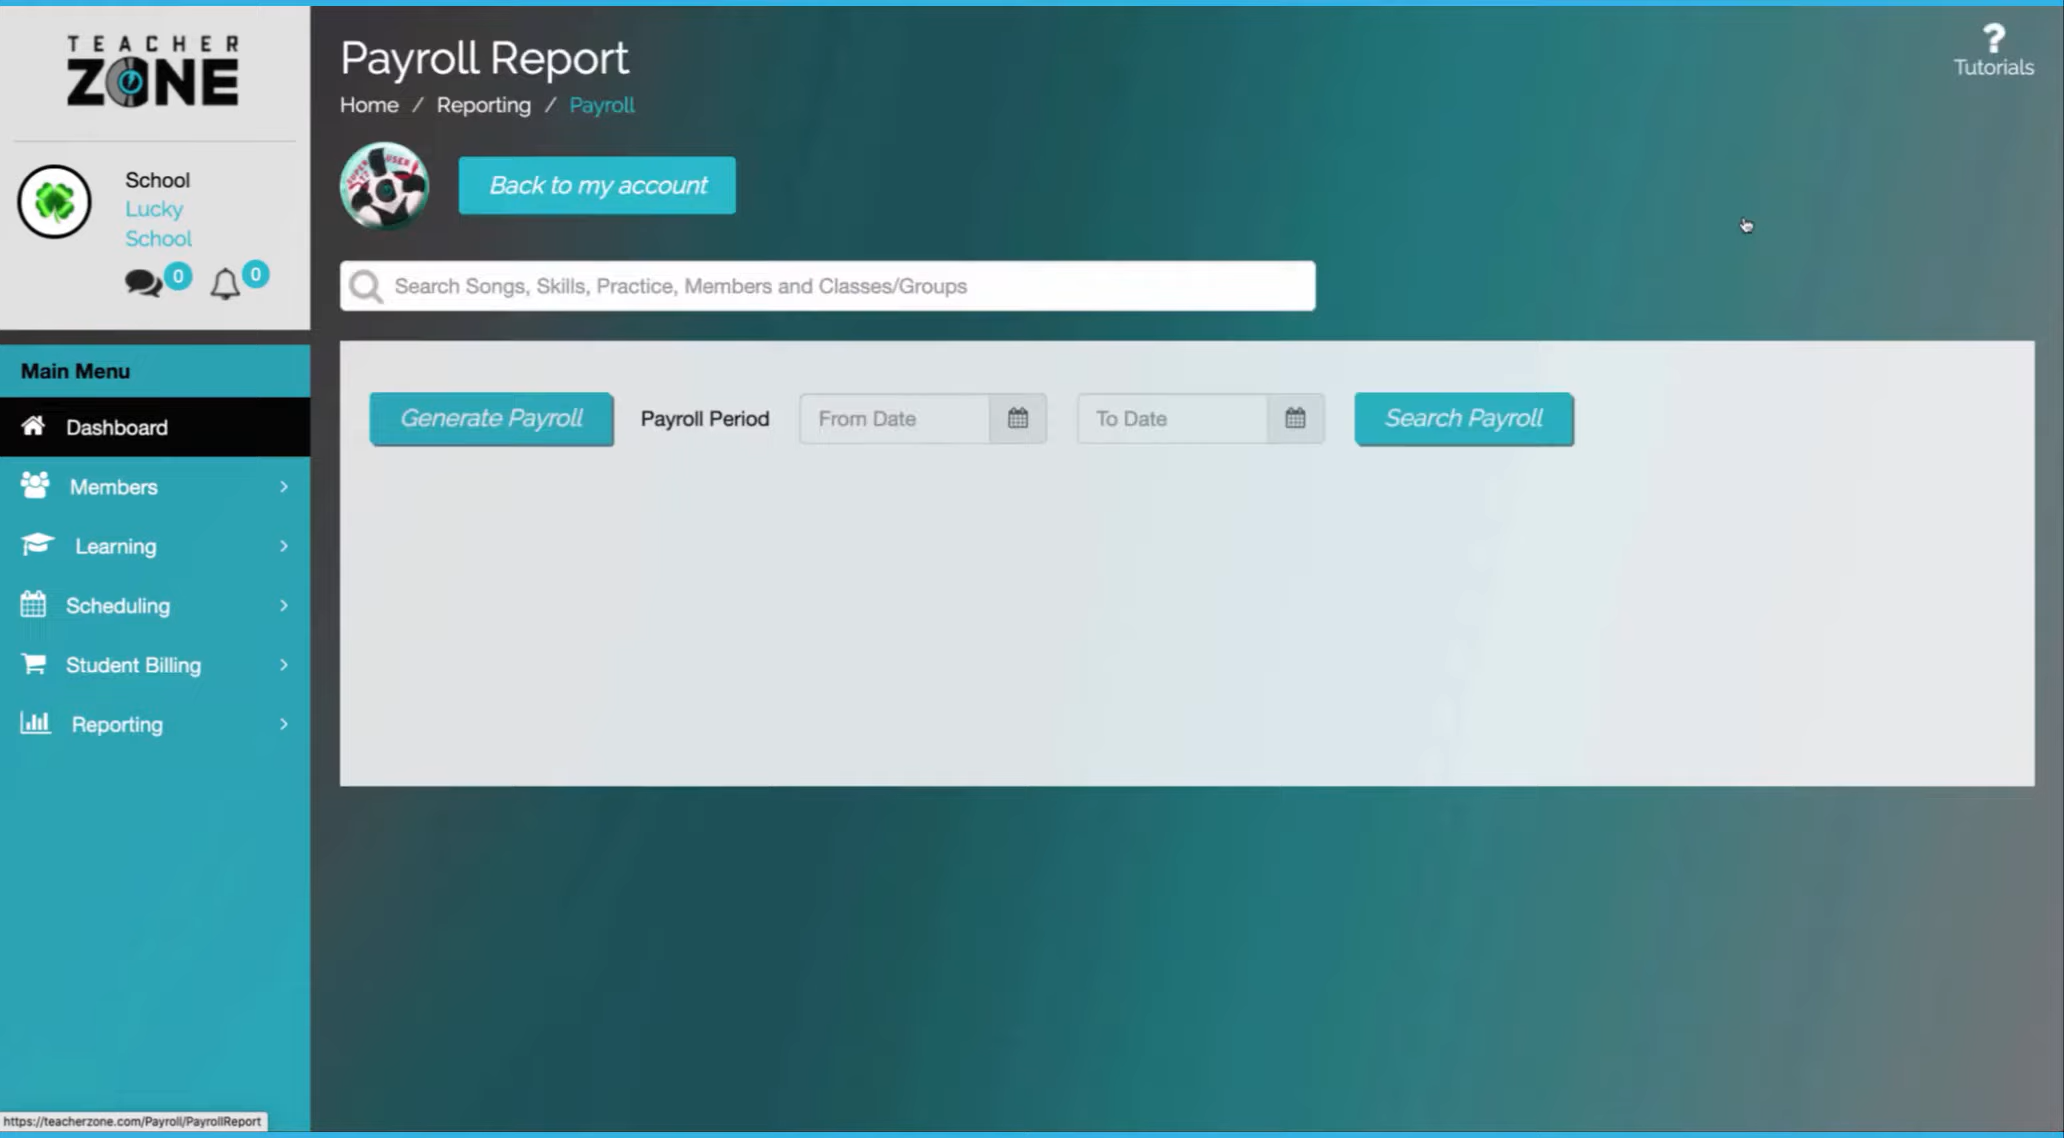 TEACHER
ZONE
School
Lucky
School
0
0
Main Menu
Dashboard
Members
Learning
Scheduling
Student Billing
Reporting
https://teacherzone.com/Payroll/PayrollReport
Payroll Report
Home / Reporting / Payroll
SUPER USER
Back to my account
Search Songs, Skills, Practice, Members and Classes/Groups
Generate Payroll Payroll Period From Date To Date Search Payroll
?
Tutorials